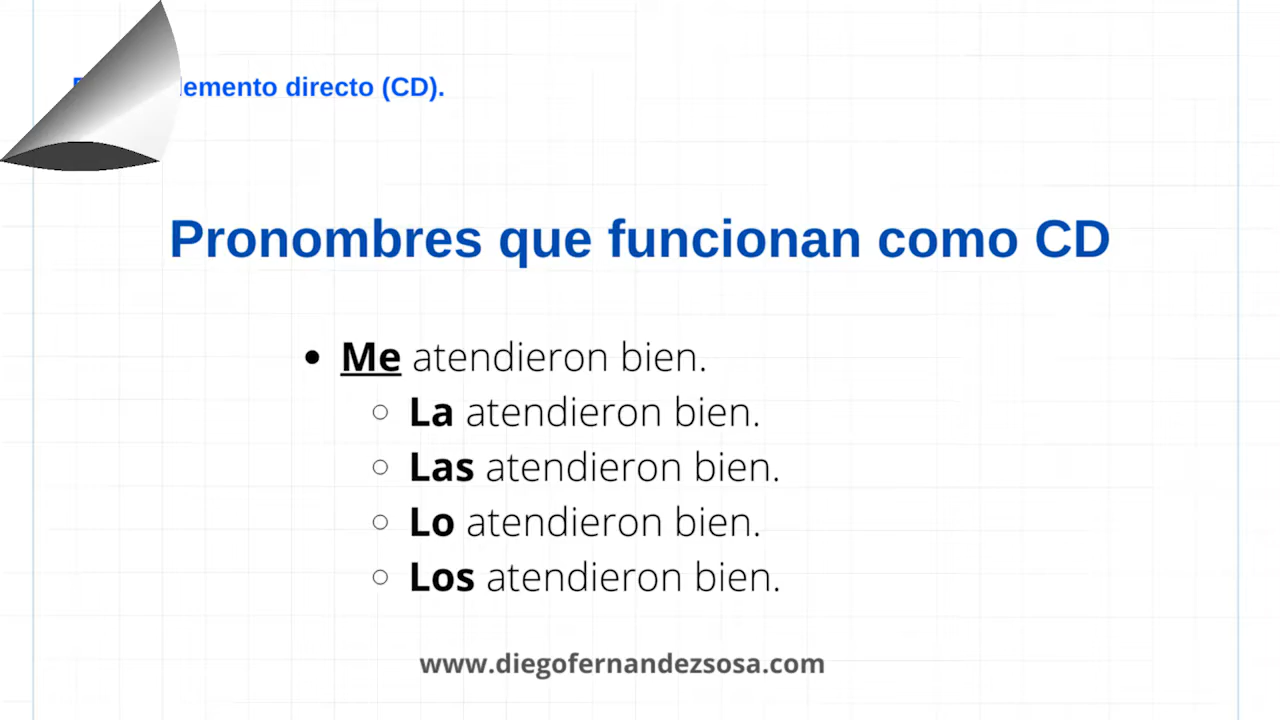 directo (CD).
Pronombres que funcionan como CD
Me atendieron bien.
La atendieron bien.
Las atendieron bien.
Lo atendieron bien.
Los atendieron bien.
www.diegofernandezsosa.com